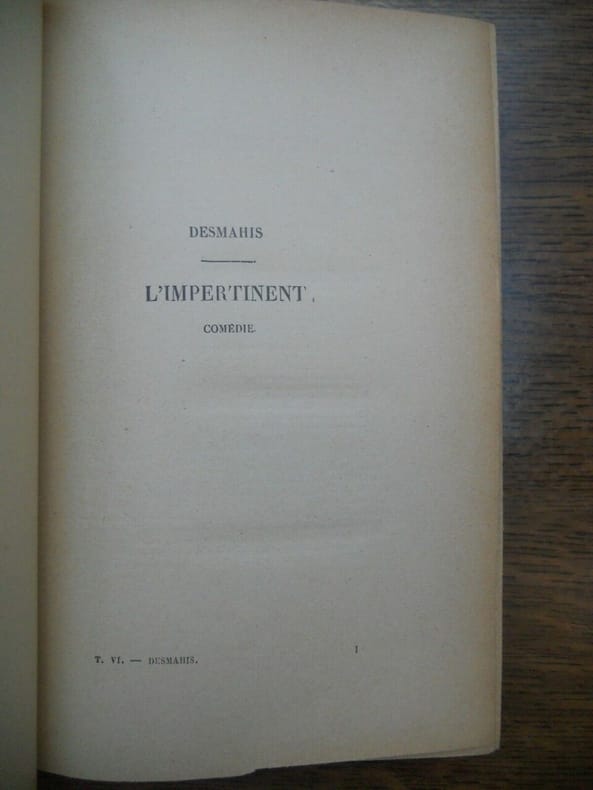 DESMAHIS
L'IMPERTINENT,
COMÉDIE.
T. VI. — DESMAHIS.
1